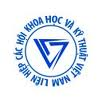 LIÊN HIỆP CÁC HỘI KHOA HỌC VÀ KỸ THUẬT VIỆT NAM